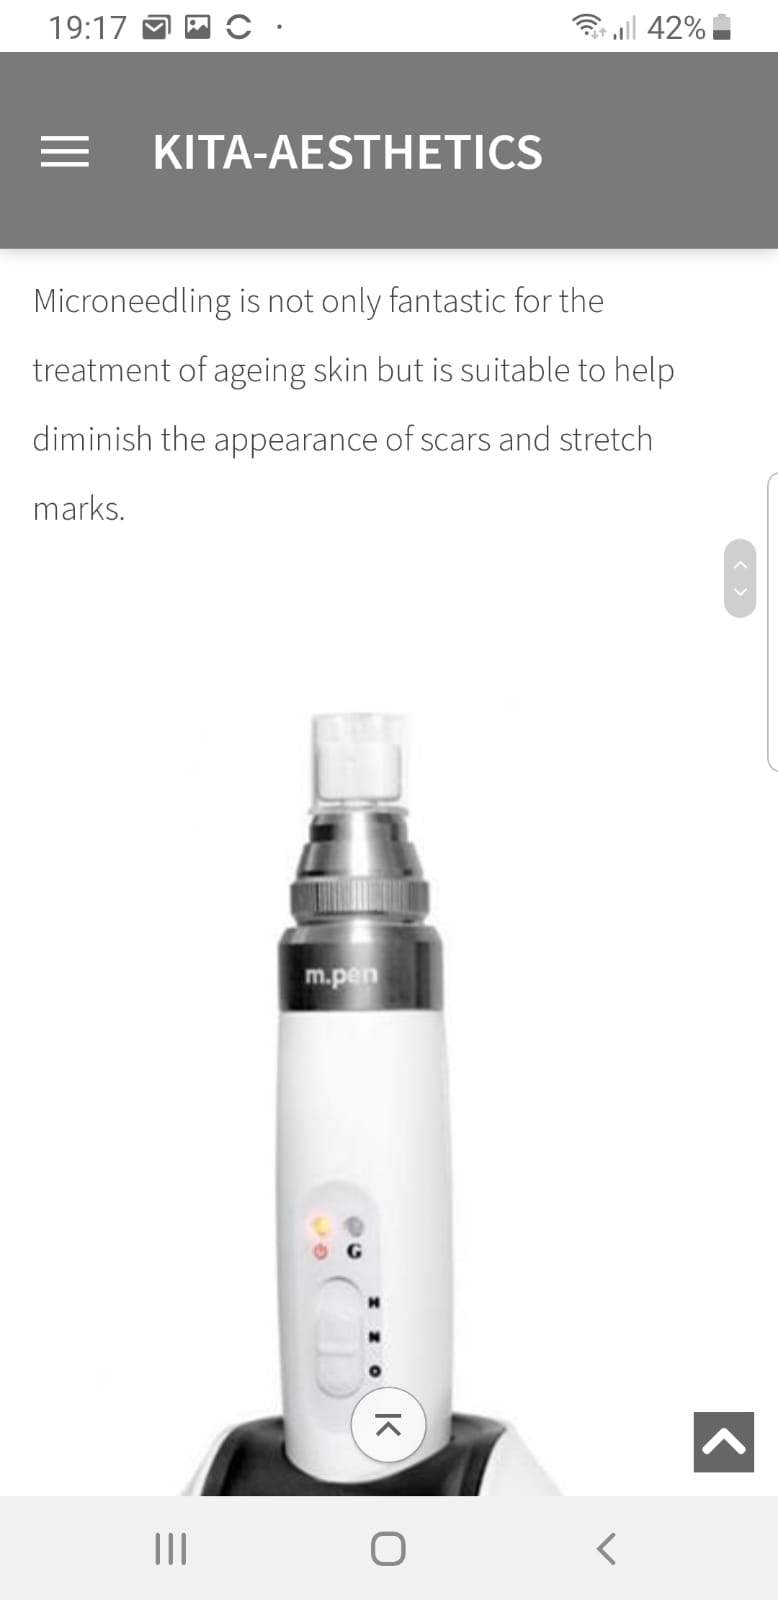 19:17
42%
KITA-AESTHETICS
Microneedling is not only fantastic for the
treatment of ageing skin but is suitable to help
diminish the appearance of scars and stretch
marks.
m.pen
G
H
N
O